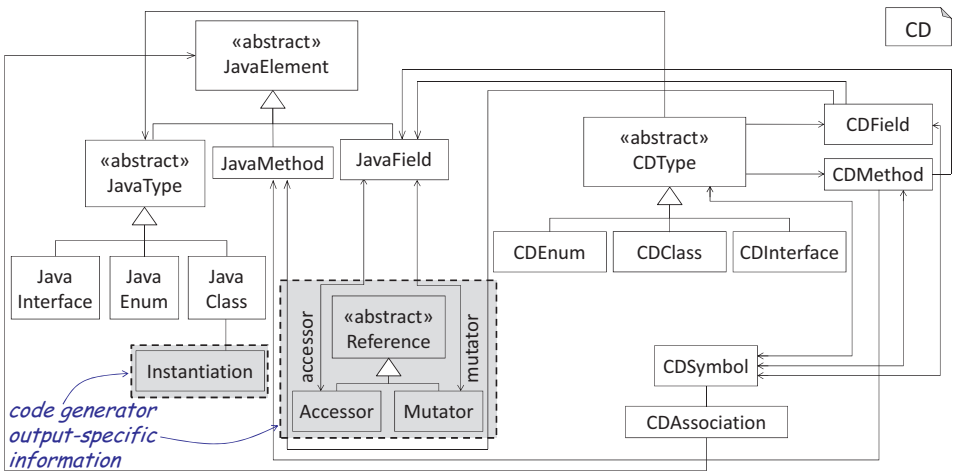 CD
«abstract»
JavaElement
«abstract»
JavaType
JavaMethod
JavaField
«abstract»
CDType
CDField
CDMethod
Java
Interface
Java
Enum
Java
Class
CDEnum
CDClass
CDInterface
Instantiation
accessor
«abstract»
Reference
mutator
Accessor
Mutator
CDSymbol
CDAssociation
code generator
output-specific
information